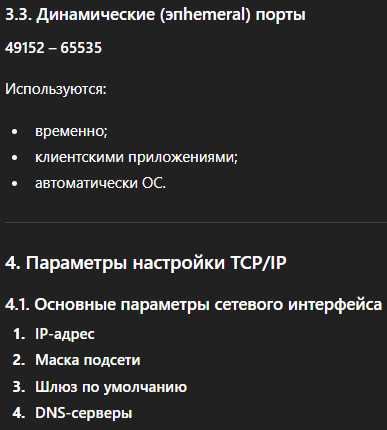 3.3. Динамические (эphemeral) порты
49152 – 65535
Используются:
• временно;
• клиентскими приложениями;
• автоматически ОС.
4. Параметры настройки TCP/IP
4.1. Основные параметры сетевого интерфейса
1. IP-адрес
2. Маска подсети
3. Шлюз по умолчанию
4. DNS-серверы